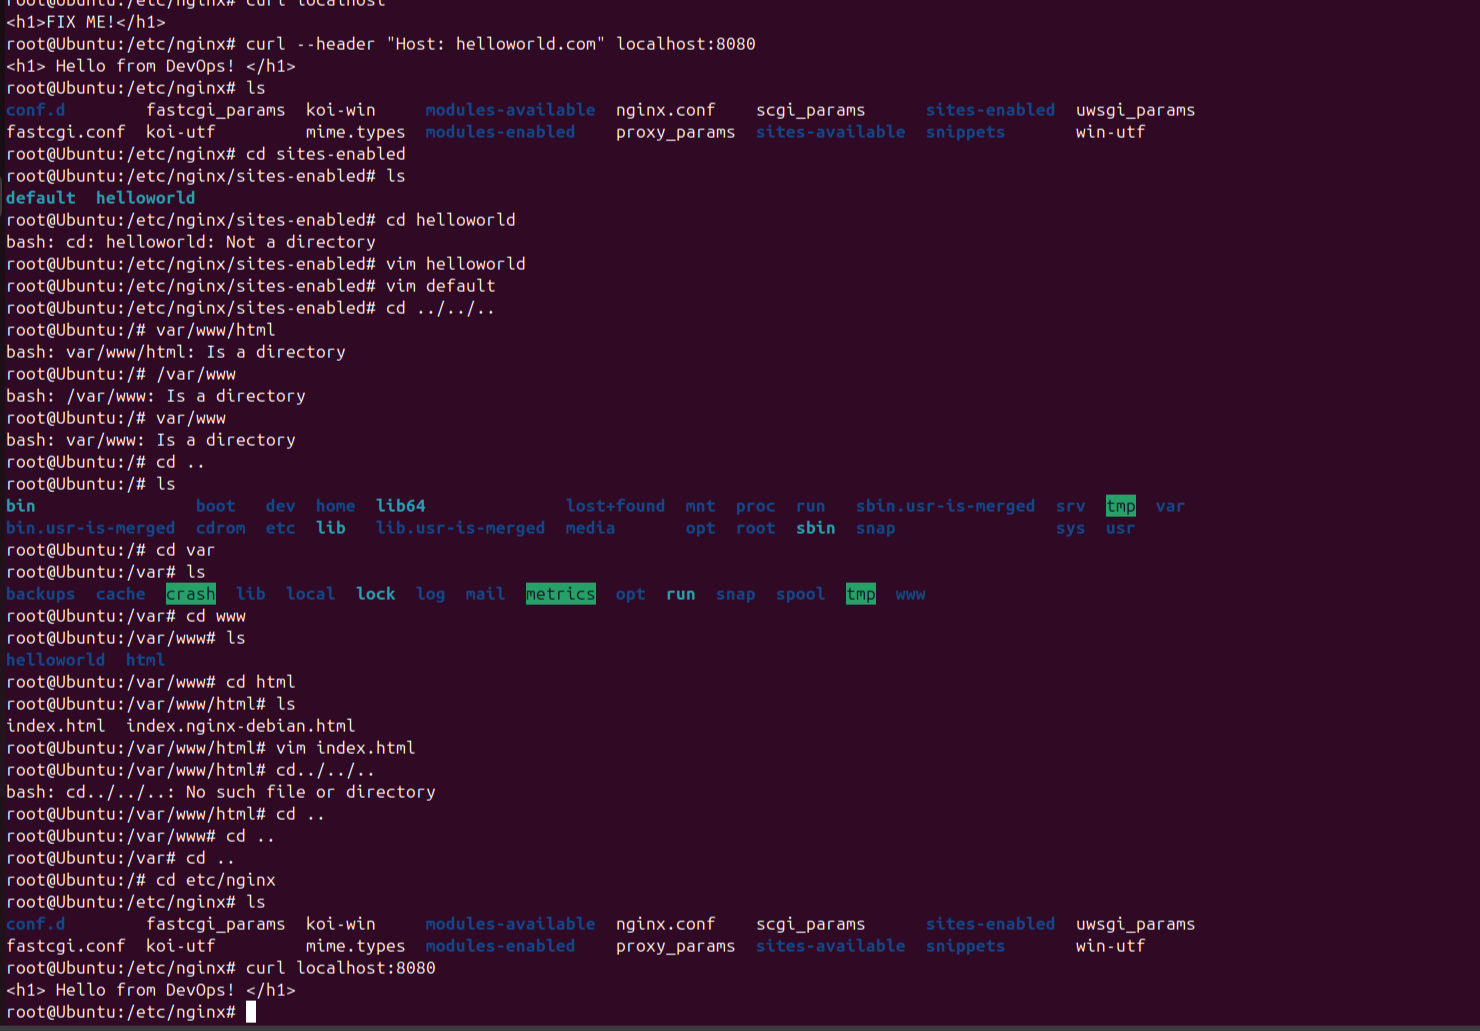 root@Ubuntu:/etc/nginx# curl localhost
<h1>FIX ME!</h1>
root@Ubuntu:/etc/nginx# curl --header "Host: helloworld.com" localhost:8080
<h1> Hello from DevOps! </h1>
root@Ubuntu:/etc/nginx# ls
conf.d        fastcgi_params  koi-win     modules-available  nginx.conf    scgi_params      sites-enabled  uwsgi_params
fastcgi.conf  koi-utf         mime.types  modules-enabled    proxy_params  sites-available  snippets       win-utf
root@Ubuntu:/etc/nginx# cd sites-enabled
root@Ubuntu:/etc/nginx/sites-enabled# ls
default  helloworld
root@Ubuntu:/etc/nginx/sites-enabled# cd helloworld
bash: cd: helloworld: Not a directory
root@Ubuntu:/etc/nginx/sites-enabled# vim helloworld
root@Ubuntu:/etc/nginx/sites-enabled# vim default
root@Ubuntu:/etc/nginx/sites-enabled# cd ../../..
root@Ubuntu:/# var/www/html
bash: var/www/html: Is a directory
root@Ubuntu:/# /var/www
bash: /var/www: Is a directory
root@Ubuntu:/# var/www
bash: var/www: Is a directory
root@Ubuntu:/# cd ..
root@Ubuntu:/# ls
bin                boot   dev  home  lib64              lost+found  mnt  proc  run   sbin.usr-is-merged  srv  tmp  var
bin.usr-is-merged  cdrom  etc  lib   lib.usr-is-merged  media       opt  root  sbin  snap                sys  usr
root@Ubuntu:/# cd var
root@Ubuntu:/var# ls
backups  cache  crash  lib  local  lock  log  mail  metrics  opt  run  snap  spool  tmp  www
root@Ubuntu:/var# cd www
root@Ubuntu:/var/www# ls
helloworld  html
root@Ubuntu:/var/www# cd html
root@Ubuntu:/var/www/html# ls
index.html  index.nginx-debian.html
root@Ubuntu:/var/www/html# vim index.html
root@Ubuntu:/var/www/html# cd../../..
bash: cd../../..: No such file or directory
root@Ubuntu:/var/www/html# cd ..
root@Ubuntu:/var/www# cd ..
root@Ubuntu:/var# cd ..
root@Ubuntu:/# cd etc/nginx
root@Ubuntu:/etc/nginx# ls
conf.d        fastcgi_params  koi-win     modules-available  nginx.conf    scgi_params      sites-enabled  uwsgi_params
fastcgi.conf  koi-utf         mime.types  modules-enabled    proxy_params  sites-available  snippets       win-utf
root@Ubuntu:/etc/nginx# curl localhost:8080
<h1> Hello from DevOps! </h1>
root@Ubuntu:/etc/nginx#